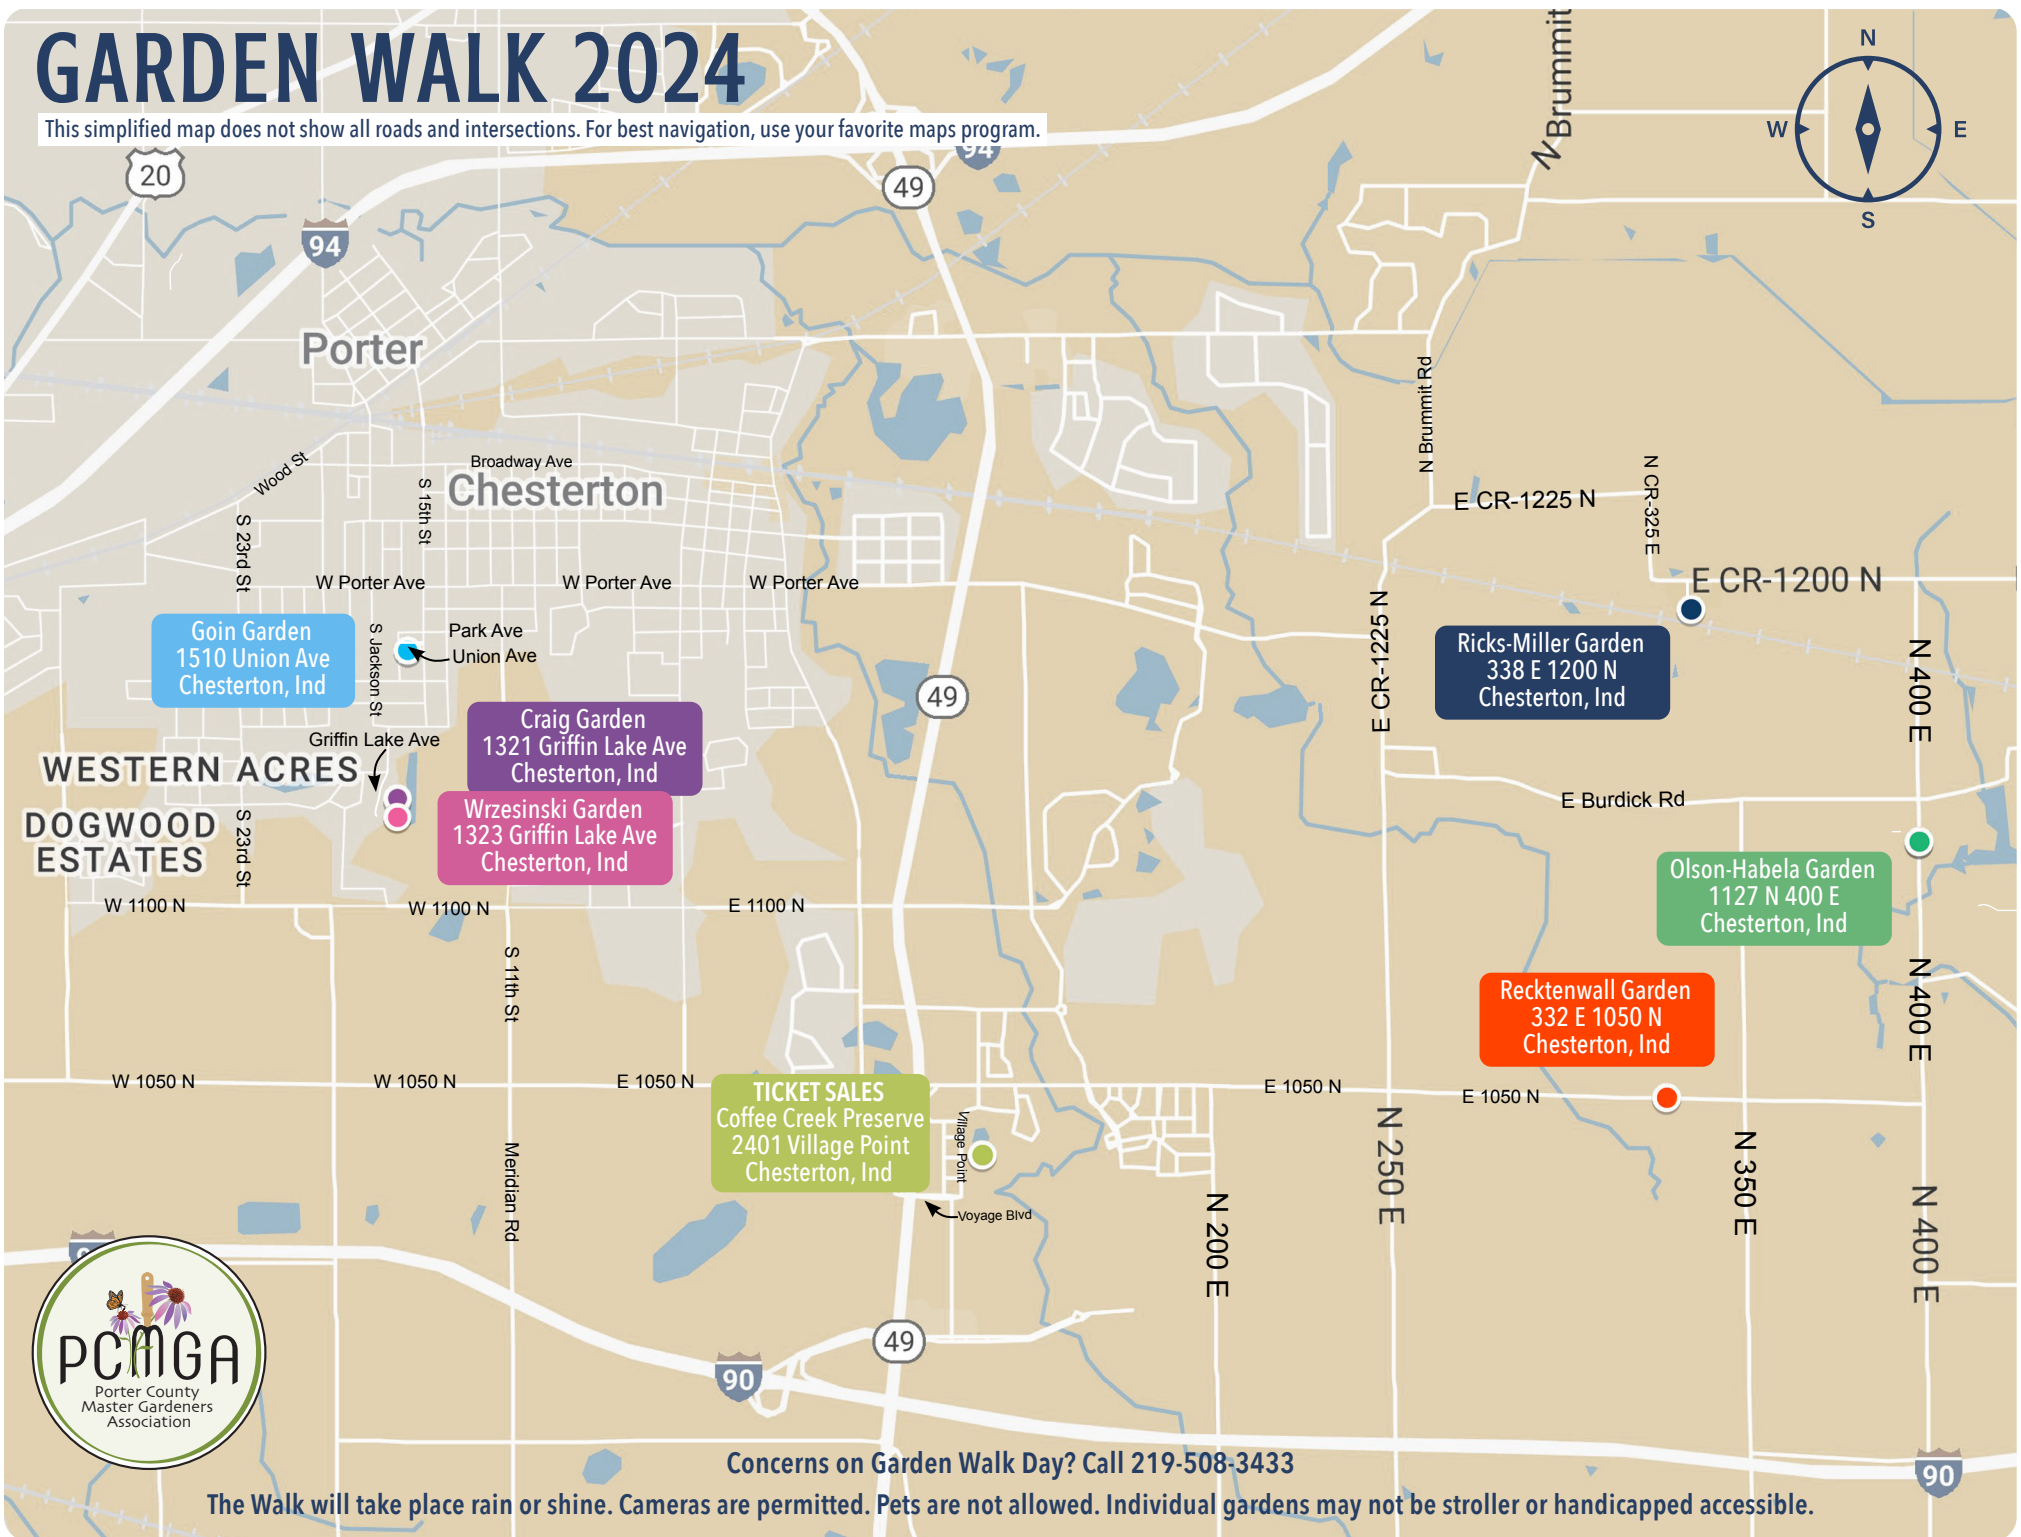 GARDEN WALK 2024
This simplified map does not show all roads and intersections. For best navigation, use your favorite maps program.
N
W
E
S
N Brummit
20
94
49
94
Porter
N Brummit Rd
Broadway Ave
Wood St
Chesterton
S 15th St
S 23rd St
E CR-1225 N
N CR-325 E
W Porter Ave
W Porter Ave
W Porter Ave
E CR-1200 N
E CR-1225 N
Goin Garden
1510 Union Ave
Chesterton, Ind
S Jackson St
Park Ave
Union Ave
Ricks-Miller Garden
338 E 1200 N
Chesterton, Ind
N 400 E
49
Craig Garden
1321 Griffin Lake Ave
Chesterton, Ind
Griffin Lake Ave
WESTERN ACRES
DOGWOOD
ESTATES
S 23rd St
Wrzesinski Garden
1323 Griffin Lake Ave
Chesterton, Ind
E Burdick Rd
Olson-Habela Garden
1127 N 400 E
Chesterton, Ind
W 1100 N
W 1100 N
E 1100 N
S 11th St
N 400 E
Recktenwall Garden
332 E 1050 N
Chesterton, Ind
W 1050 N
W 1050 N
E 1050 N
E 1050 N
E 1050 N
TICKET SALES
Coffee Creek Preserve
2401 Village Point
Chesterton, Ind
Village Point
Voyage Blvd
Meridian Rd
N 200 E
N 250 E
N 350 E
N 400 E
PCMGA
Porter County
Master Gardeners
Association
49
90
90
Concerns on Garden Walk Day? Call 219-508-3433
The Walk will take place rain or shine. Cameras are permitted. Pets are not allowed. Individual gardens may not be stroller or handicapped accessible.